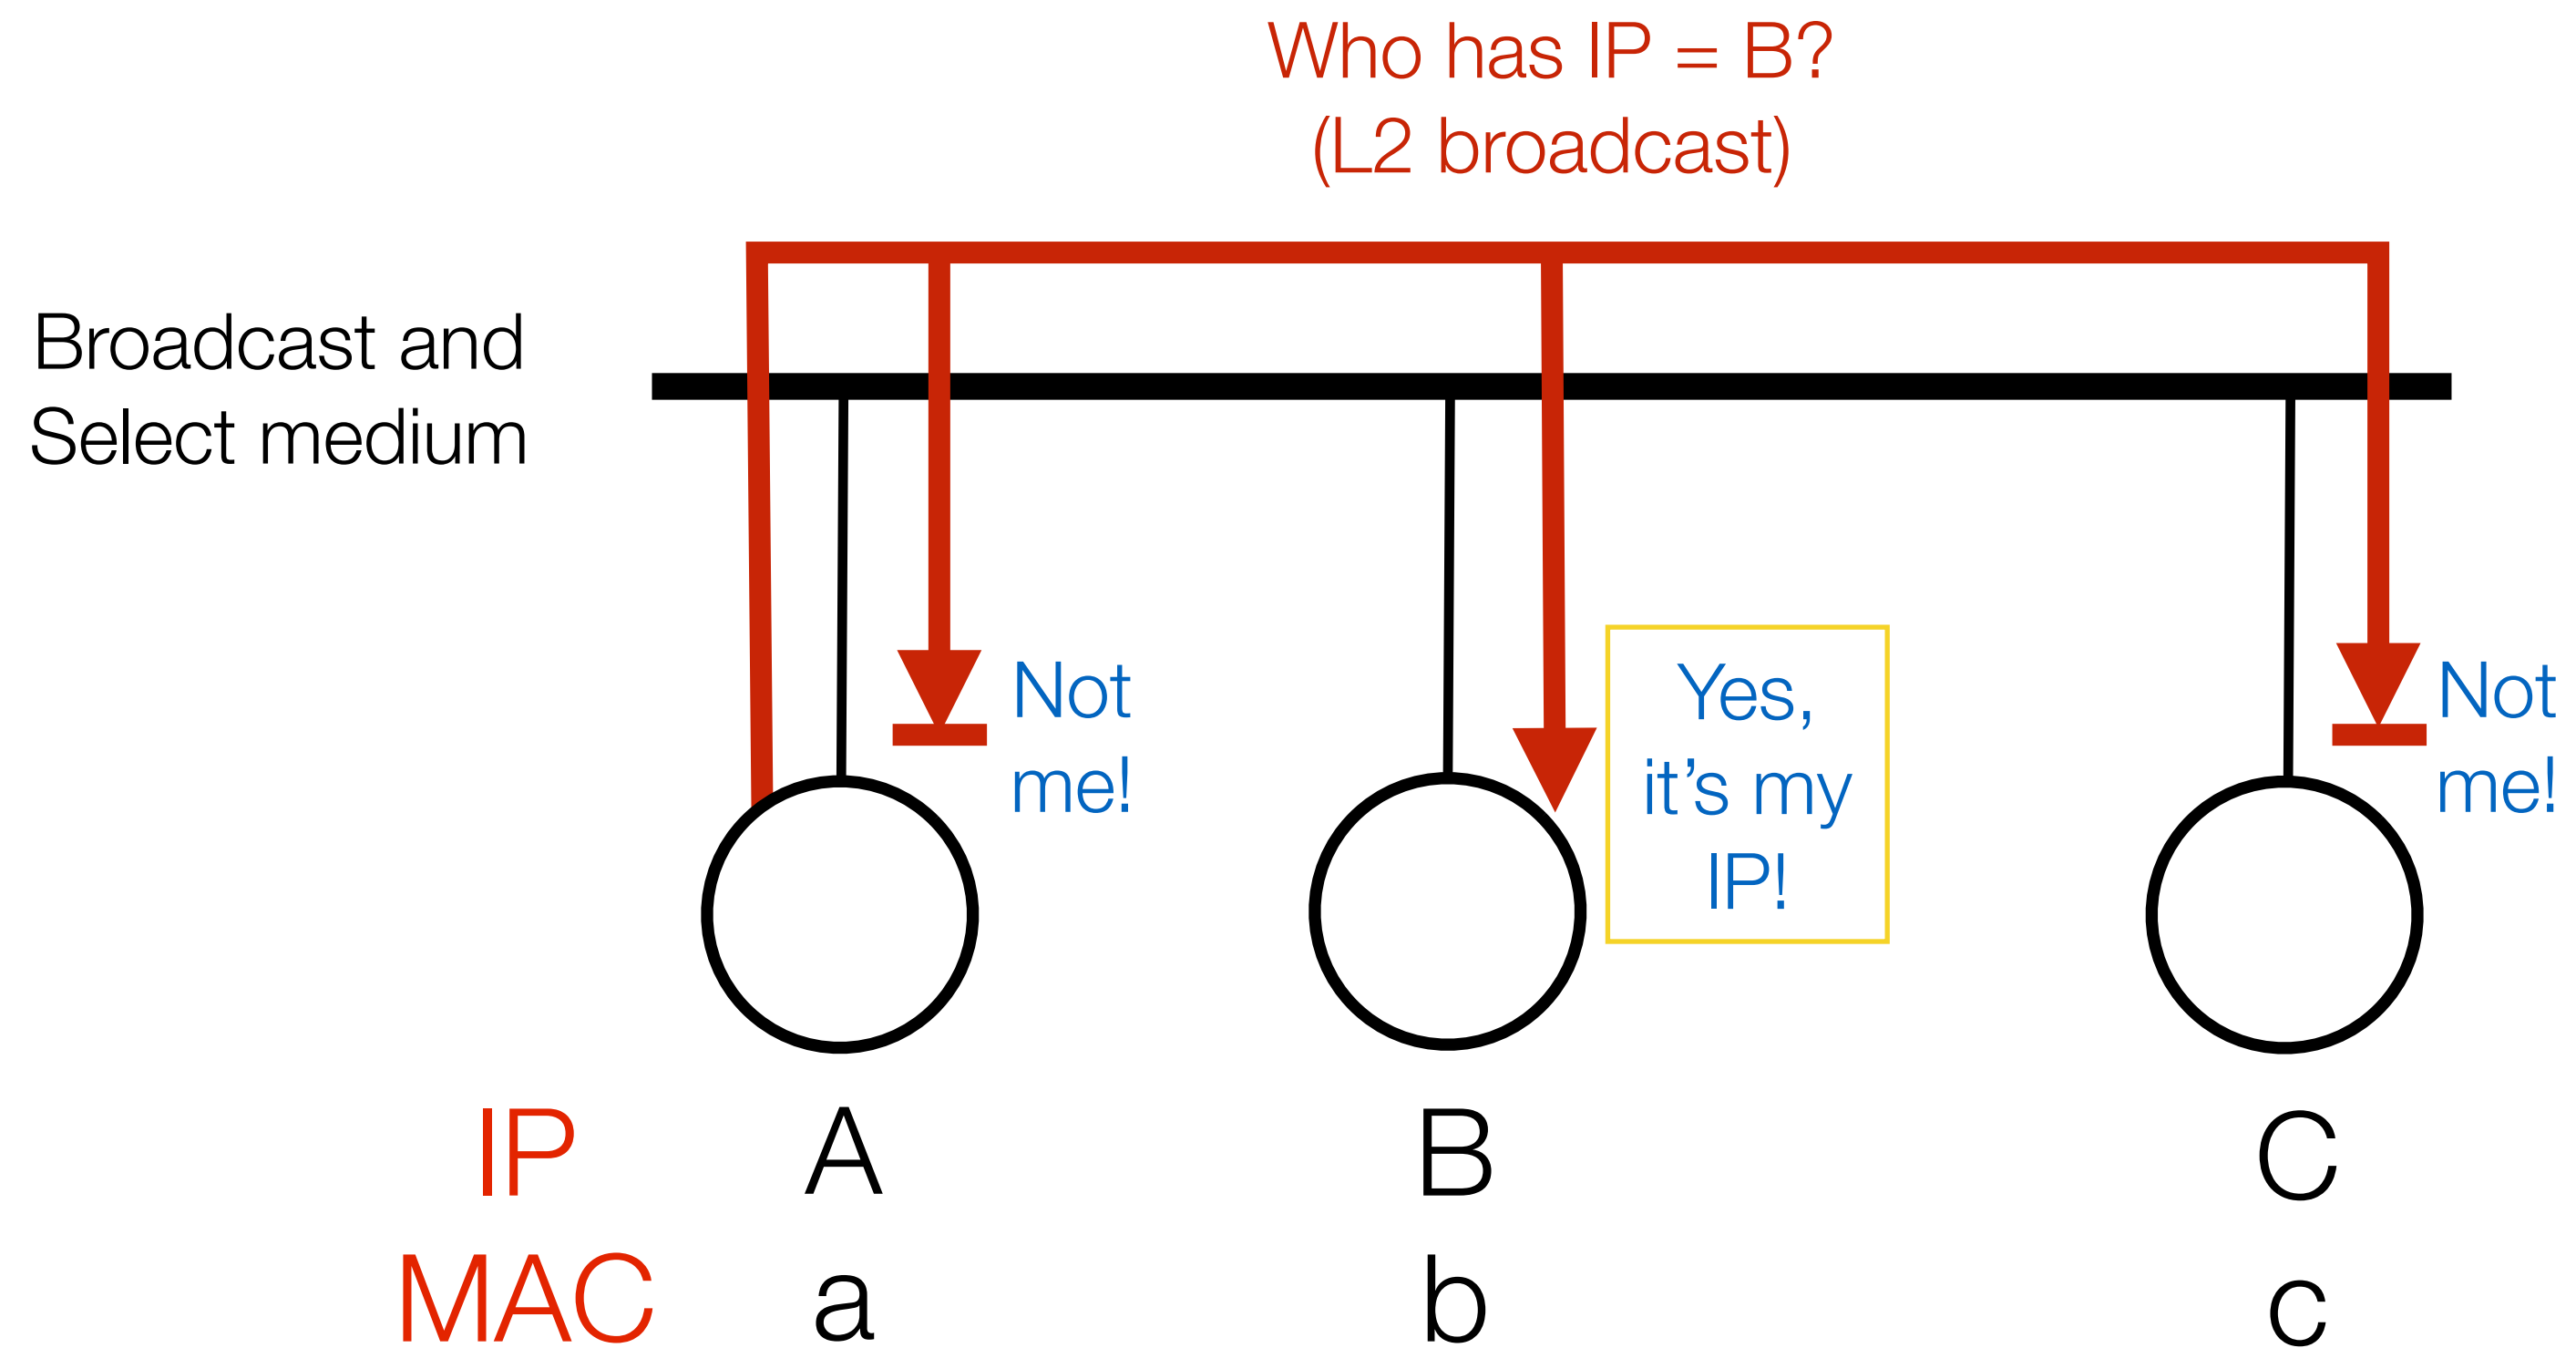 Who has IP = B?
(L2 broadcast)
Broadcast and
Select medium
Not
me!
Yes,
it’s my
IP!
Not
me!
IP A B C
MAC a b c